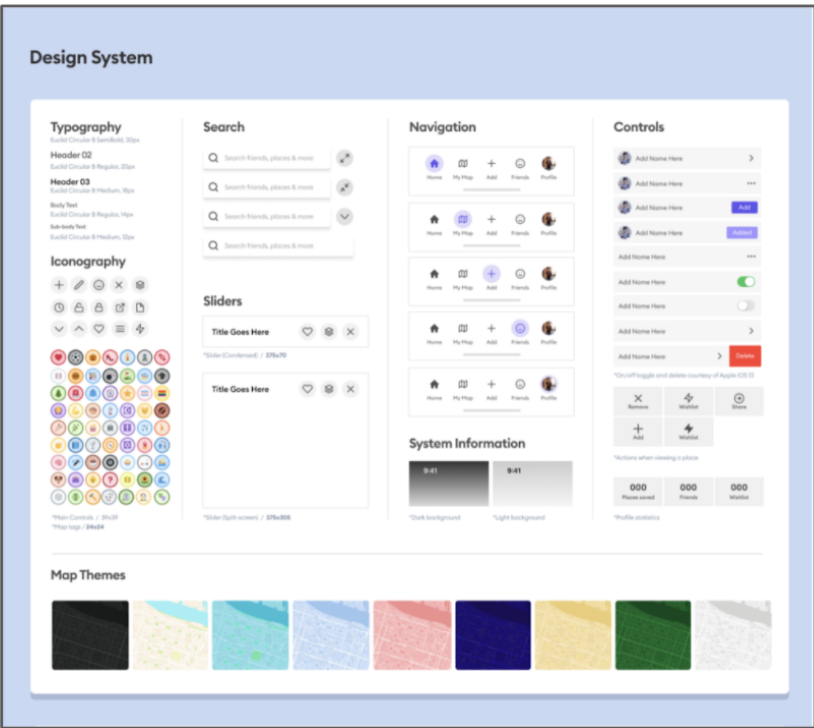 Design System
Typography
Euclid Circular B SemiBold, 30px
Header 02
Euclid Circular B Regular, 20px
Header 03
Euclid Circular B Medium, 18px
Body Text
Euclid Circular B Regular, 14px
Sub-body Text
Euclid Circular B Medium, 12px
Iconography
*Main Controls / 39x39
*Map tags / 24x24
Search
Search friends, places & more
Search friends, places & more
Search friends, places & more
Search friends, places & more
Sliders
Title Goes Here
*Slider (Condensed) / 375x70
Title Goes Here
*Slider (Split-screen) / 375x305
Navigation
Home My Map Add Friends Profile
Home My Map Add Friends Profile
Home My Map Add Friends Profile
Home My Map Add Friends Profile
Home My Map Add Friends Profile
System Information
9:41 9:41
*Dark background *Light background
Controls
Add Name Here
Add Name Here
Add Name Here Add
Add Name Here Added
Add Name Here
Add Name Here
Add Name Here
Add Name Here
Add Name Here Delete
*On/off toggle and delete courtesy of Apple iOS 13
Remove Wishlist Share
Add Wishlist
*Actions when viewing a place
000 000 000
Places saved Friends Wishlist
*Profile statistics
Map Themes